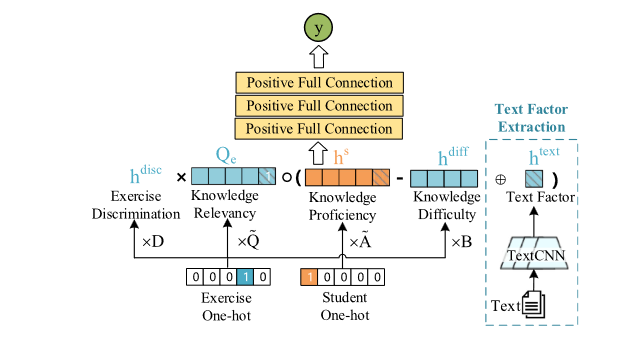 y
Positive Full Connection
Positive Full Connection
Positive Full Connection
Text Factor
Extraction
h^disc × Q_e 1 ∘ ( h^s - h^diff ⊕ h^text )
Exercise
Discrimination
Knowledge
Relevancy
Knowledge
Proficiency
Knowledge
Difficulty
Text Factor
×D ×Q̃ ×Ã ×B
TextCNN
0 0 0 1 0
1 0 0 0 0
Exercise
One-hot
Student
One-hot
Text